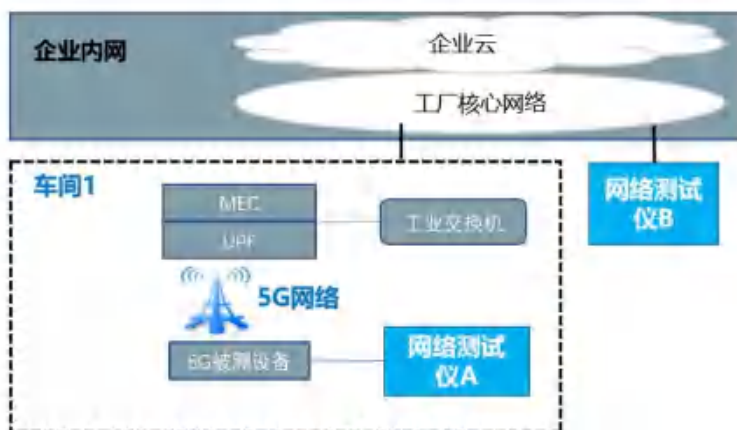 企业内网
企业云
工厂核心网络
车间1
MEC
UPF
工业交换机
网络测试
仪B
5G网络
5G被测设备
网络测试
仪A